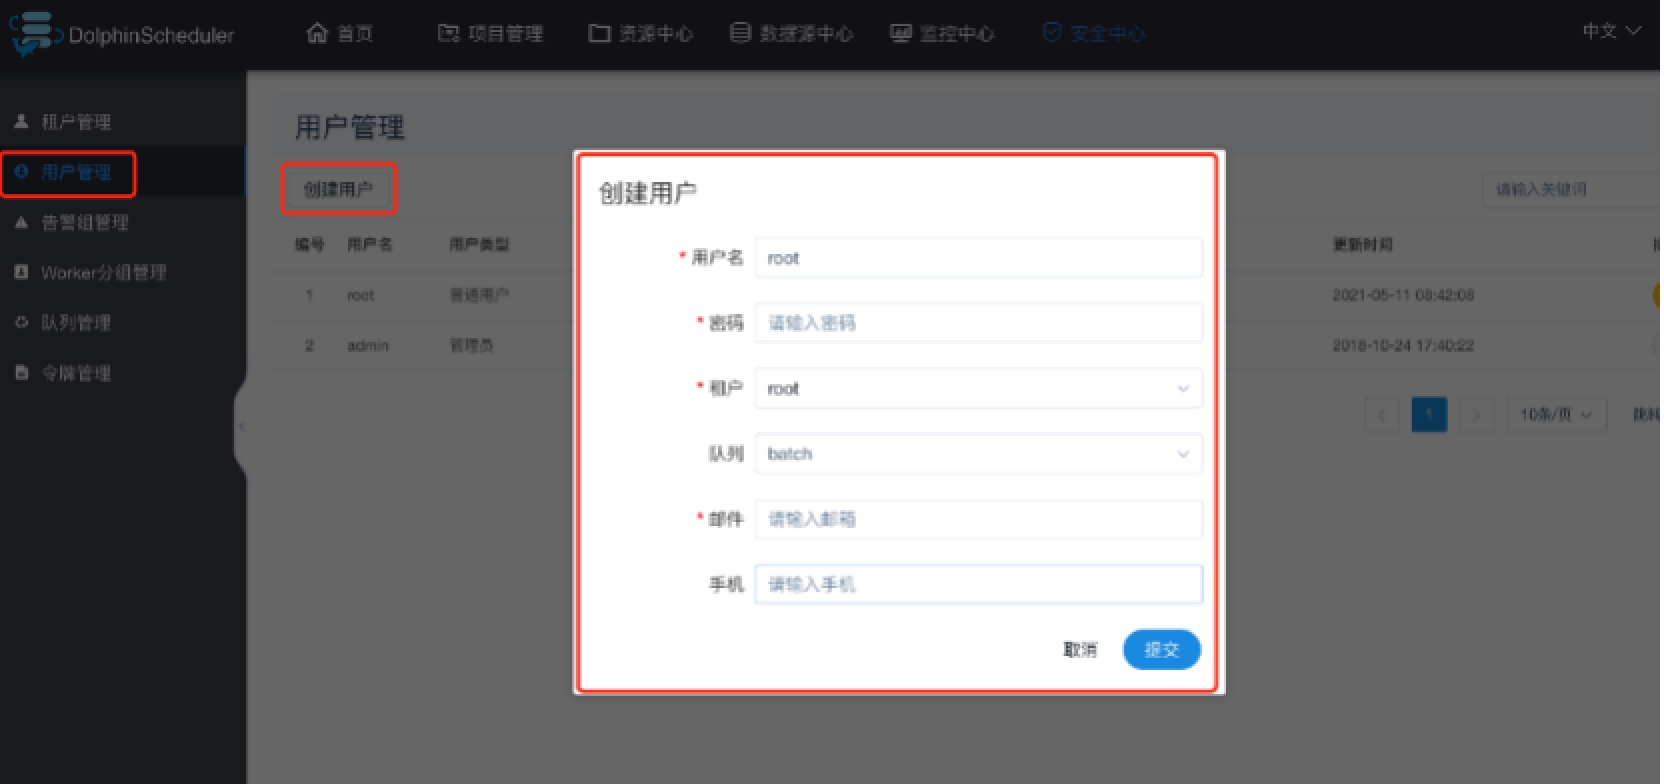 DolphinScheduler
首页
项目管理
资源中心
数据源中心
监控中心
安全中心
中文
租户管理
用户管理
告警组管理
Worker分组管理
队列管理
令牌管理
用户管理
创建用户
请输入关键词
编号 用户名 用户类型 更新时间
1 root 普通用户 2021-05-11 08:42:08
2 admin 管理员 2018-10-24 17:40:22
1 10条/页
创建用户
* 用户名 root
* 密码 请输入密码
* 租户 root
队列 batch
* 邮件 请输入邮箱
手机 请输入手机
取消 提交